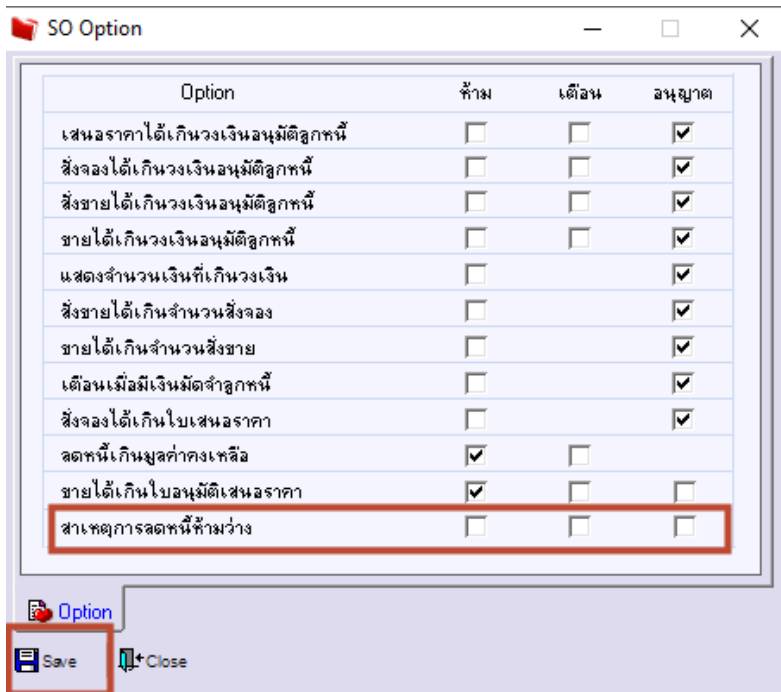 SO Option
Option ห้าม เตือน อนุญาต
เสนอราคาได้เกินวงเงินอนุมัติลูกหนี้
สั่งจองได้เกินวงเงินอนุมัติลูกหนี้
สั่งขายได้เกินวงเงินอนุมัติลูกหนี้
ขายได้เกินวงเงินอนุมัติลูกหนี้
แสดงจำนวนเงินที่เกินวงเงิน
สั่งขายได้เกินจำนวนสั่งจอง
ขายได้เกินจำนวนสั่งขาย
เตือนเมื่อมีเงินมัดจำลูกหนี้
สั่งจองได้เกินใบเสนอราคา
ลดหนี้เกินมูลค่าคงเหลือ
ขายได้เกินใบอนุมัติเสนอราคา
สาเหตุการลดหนี้ห้ามว่าง
Option
Save Close